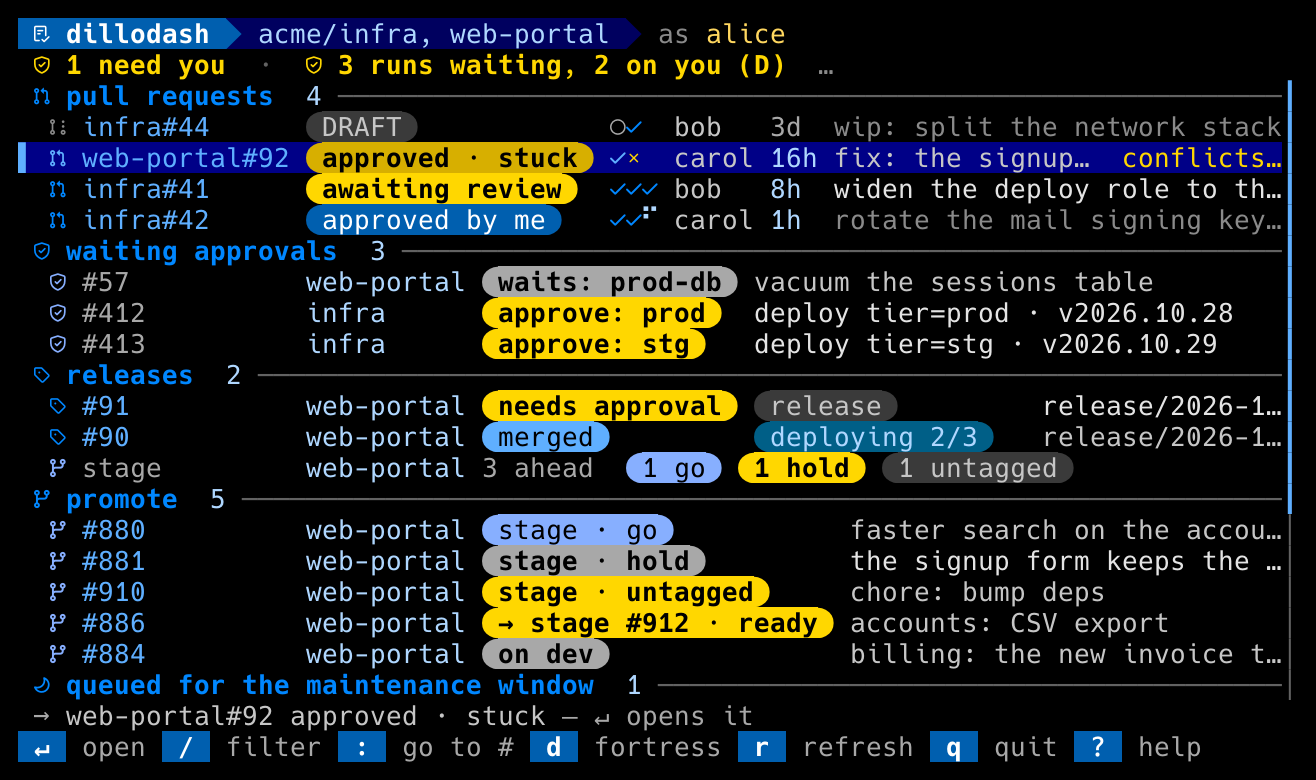 dillodash acme/infra, web-portal as alice
1 need you · 3 runs waiting, 2 on you (D) …
pull requests 4
infra#44 DRAFT ○✓ bob 3d wip: split the network stack
web-portal#92 approved · stuck ✓× carol 16h fix: the signup… conflicts…
infra#41 awaiting review ✓✓✓ bob 8h widen the deploy role to th…
infra#42 approved by me ✓✓⠋ carol 1h rotate the mail signing key…
waiting approvals 3
#57 web-portal waits: prod-db vacuum the sessions table
#412 infra approve: prod deploy tier=prod · v2026.10.28
#413 infra approve: stg deploy tier=stg · v2026.10.29
releases 2
#91 web-portal needs approval release release/2026-1…
#90 web-portal merged deploying 2/3 release/2026-1…
stage web-portal 3 ahead 1 go 1 hold 1 untagged
promote 5
#880 web-portal stage · go faster search on the accou…
#881 web-portal stage · hold the signup form keeps the …
#910 web-portal stage · untagged chore: bump deps
#886 web-portal → stage #912 · ready accounts: CSV export
#884 web-portal on dev billing: the new invoice t…
queued for the maintenance window 1
→ web-portal#92 approved · stuck — ↵ opens it
↵ open / filter : go to # d fortress r refresh q quit ? help